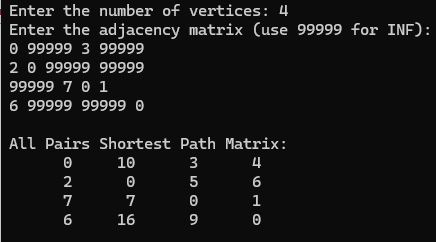 Enter the number of vertices: 4
Enter the adjacency matrix (use 99999 for INF):
0 99999 3 99999
2 0 99999 99999
99999 7 0 1
6 99999 99999 0

All Pairs Shortest Path Matrix:
      0      10      3      4
      2      0      5      6
      7      7      0      1
      6      16      9      0